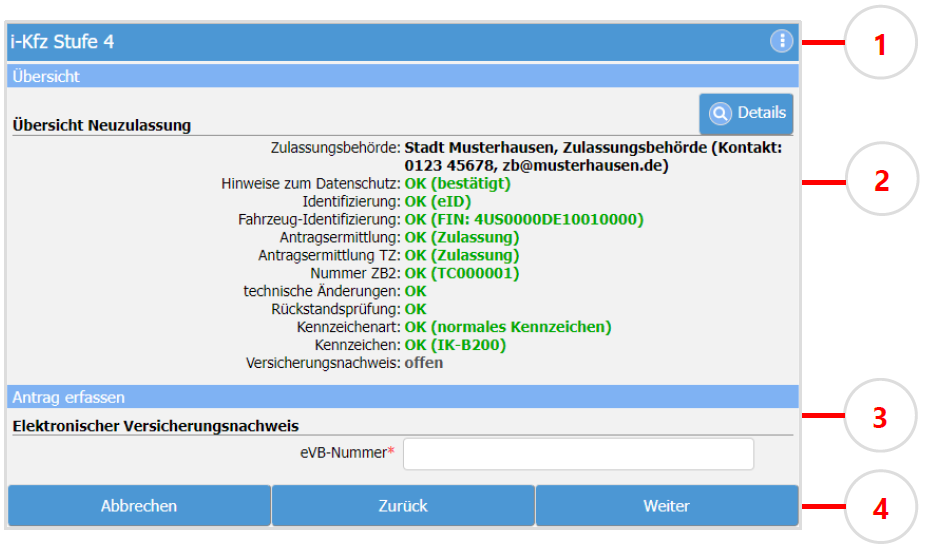 i-Kfz Stufe 4
1
Übersicht
Details
Übersicht Neuzulassung
Zulassungsbehörde: Stadt Musterhausen, Zulassungsbehörde (Kontakt:
0123 45678, zb@musterhausen.de)
2
Hinweise zum Datenschutz: OK (bestätigt)
Identifizierung: OK (eID)
Fahrzeug-Identifizierung: OK (FIN: 4US0000DE10010000)
Antragsermittlung: OK (Zulassung)
Antragsermittlung TZ: OK (Zulassung)
Nummer ZB2: OK (TC000001)
technische Änderungen: OK
Rückstandsprüfung: OK
Kennzeichenart: OK (normales Kennzeichen)
Kennzeichen: OK (IK-B200)
Versicherungsnachweis: offen
Antrag erfassen
3
Elektronischer Versicherungsnachweis
eVB-Nummer*
Abbrechen Zurück Weiter
4